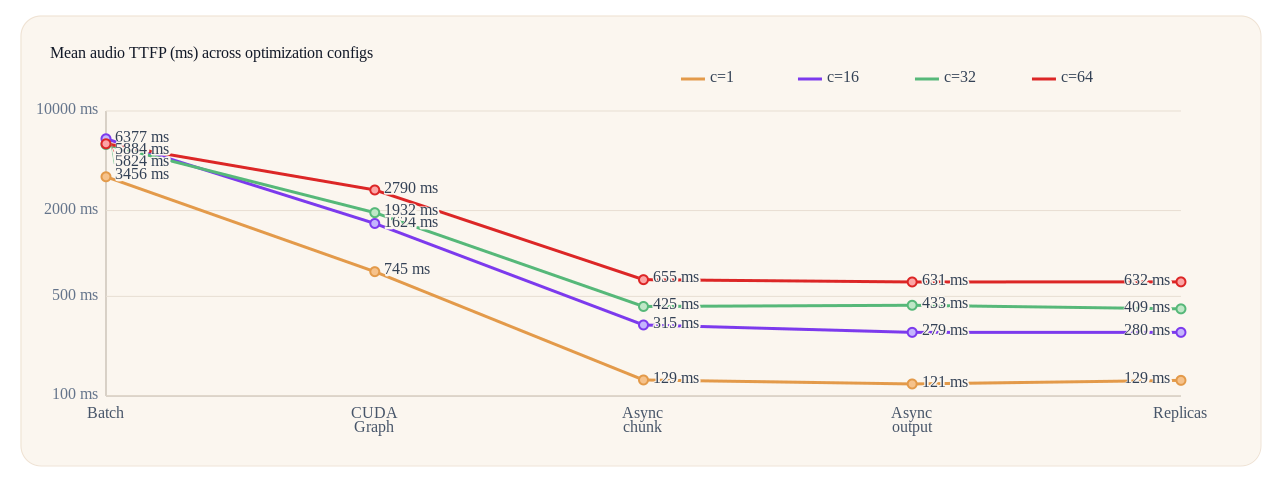 Mean audio TTFP (ms) across optimization configs
c=1
c=16
c=32
c=64
10000 ms
2000 ms
500 ms
100 ms
6377 ms
5884 ms
5824 ms
3456 ms
2790 ms
1932 ms
1624 ms
745 ms
655 ms
425 ms
315 ms
129 ms
631 ms
433 ms
279 ms
121 ms
632 ms
409 ms
280 ms
129 ms
Batch
CUDA
Graph
Async
chunk
Async
output
Replicas